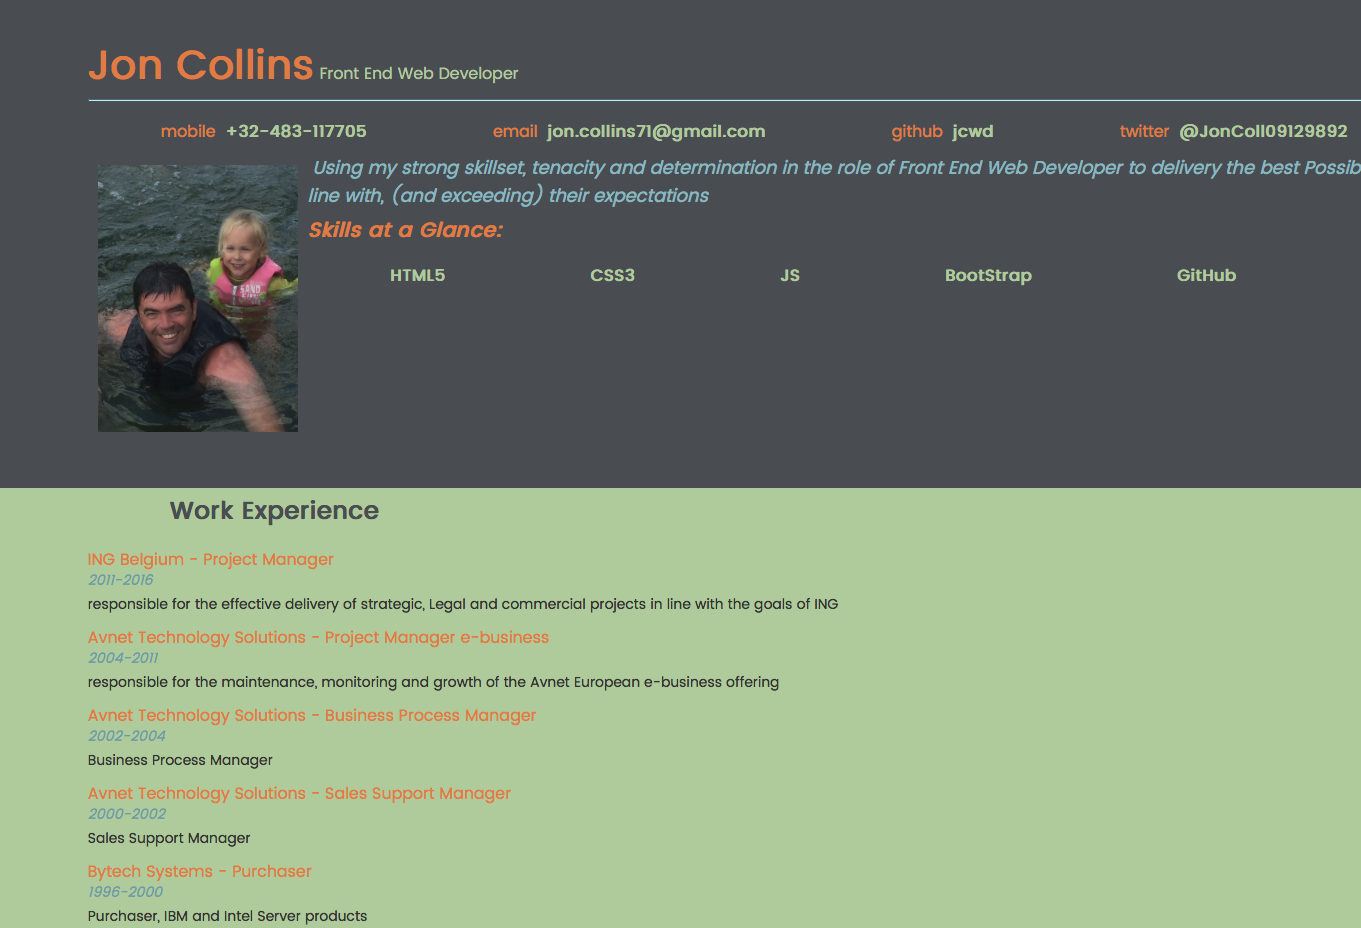 Jon Collins Front End Web Developer
mobile +32-483-117705 email jon.collins71@gmail.com github jcwd twitter @JonColl09129892
Using my strong skillset, tenacity and determination in the role of Front End Web Developer to delivery the best Possib
line with, (and exceeding) their expectations
Skills at a Glance:
HTML5 CSS3 JS BootStrap GitHub
SAND
Work Experience
ING Belgium - Project Manager
2011-2016
responsible for the effective delivery of strategic, Legal and commercial projects in line with the goals of ING
Avnet Technology Solutions - Project Manager e-business
2004-2011
responsible for the maintenance, monitoring and growth of the Avnet European e-business offering
Avnet Technology Solutions - Business Process Manager
2002-2004
Business Process Manager
Avnet Technology Solutions - Sales Support Manager
2000-2002
Sales Support Manager
Bytech Systems - Purchaser
1996-2000
Purchaser, IBM and Intel Server products